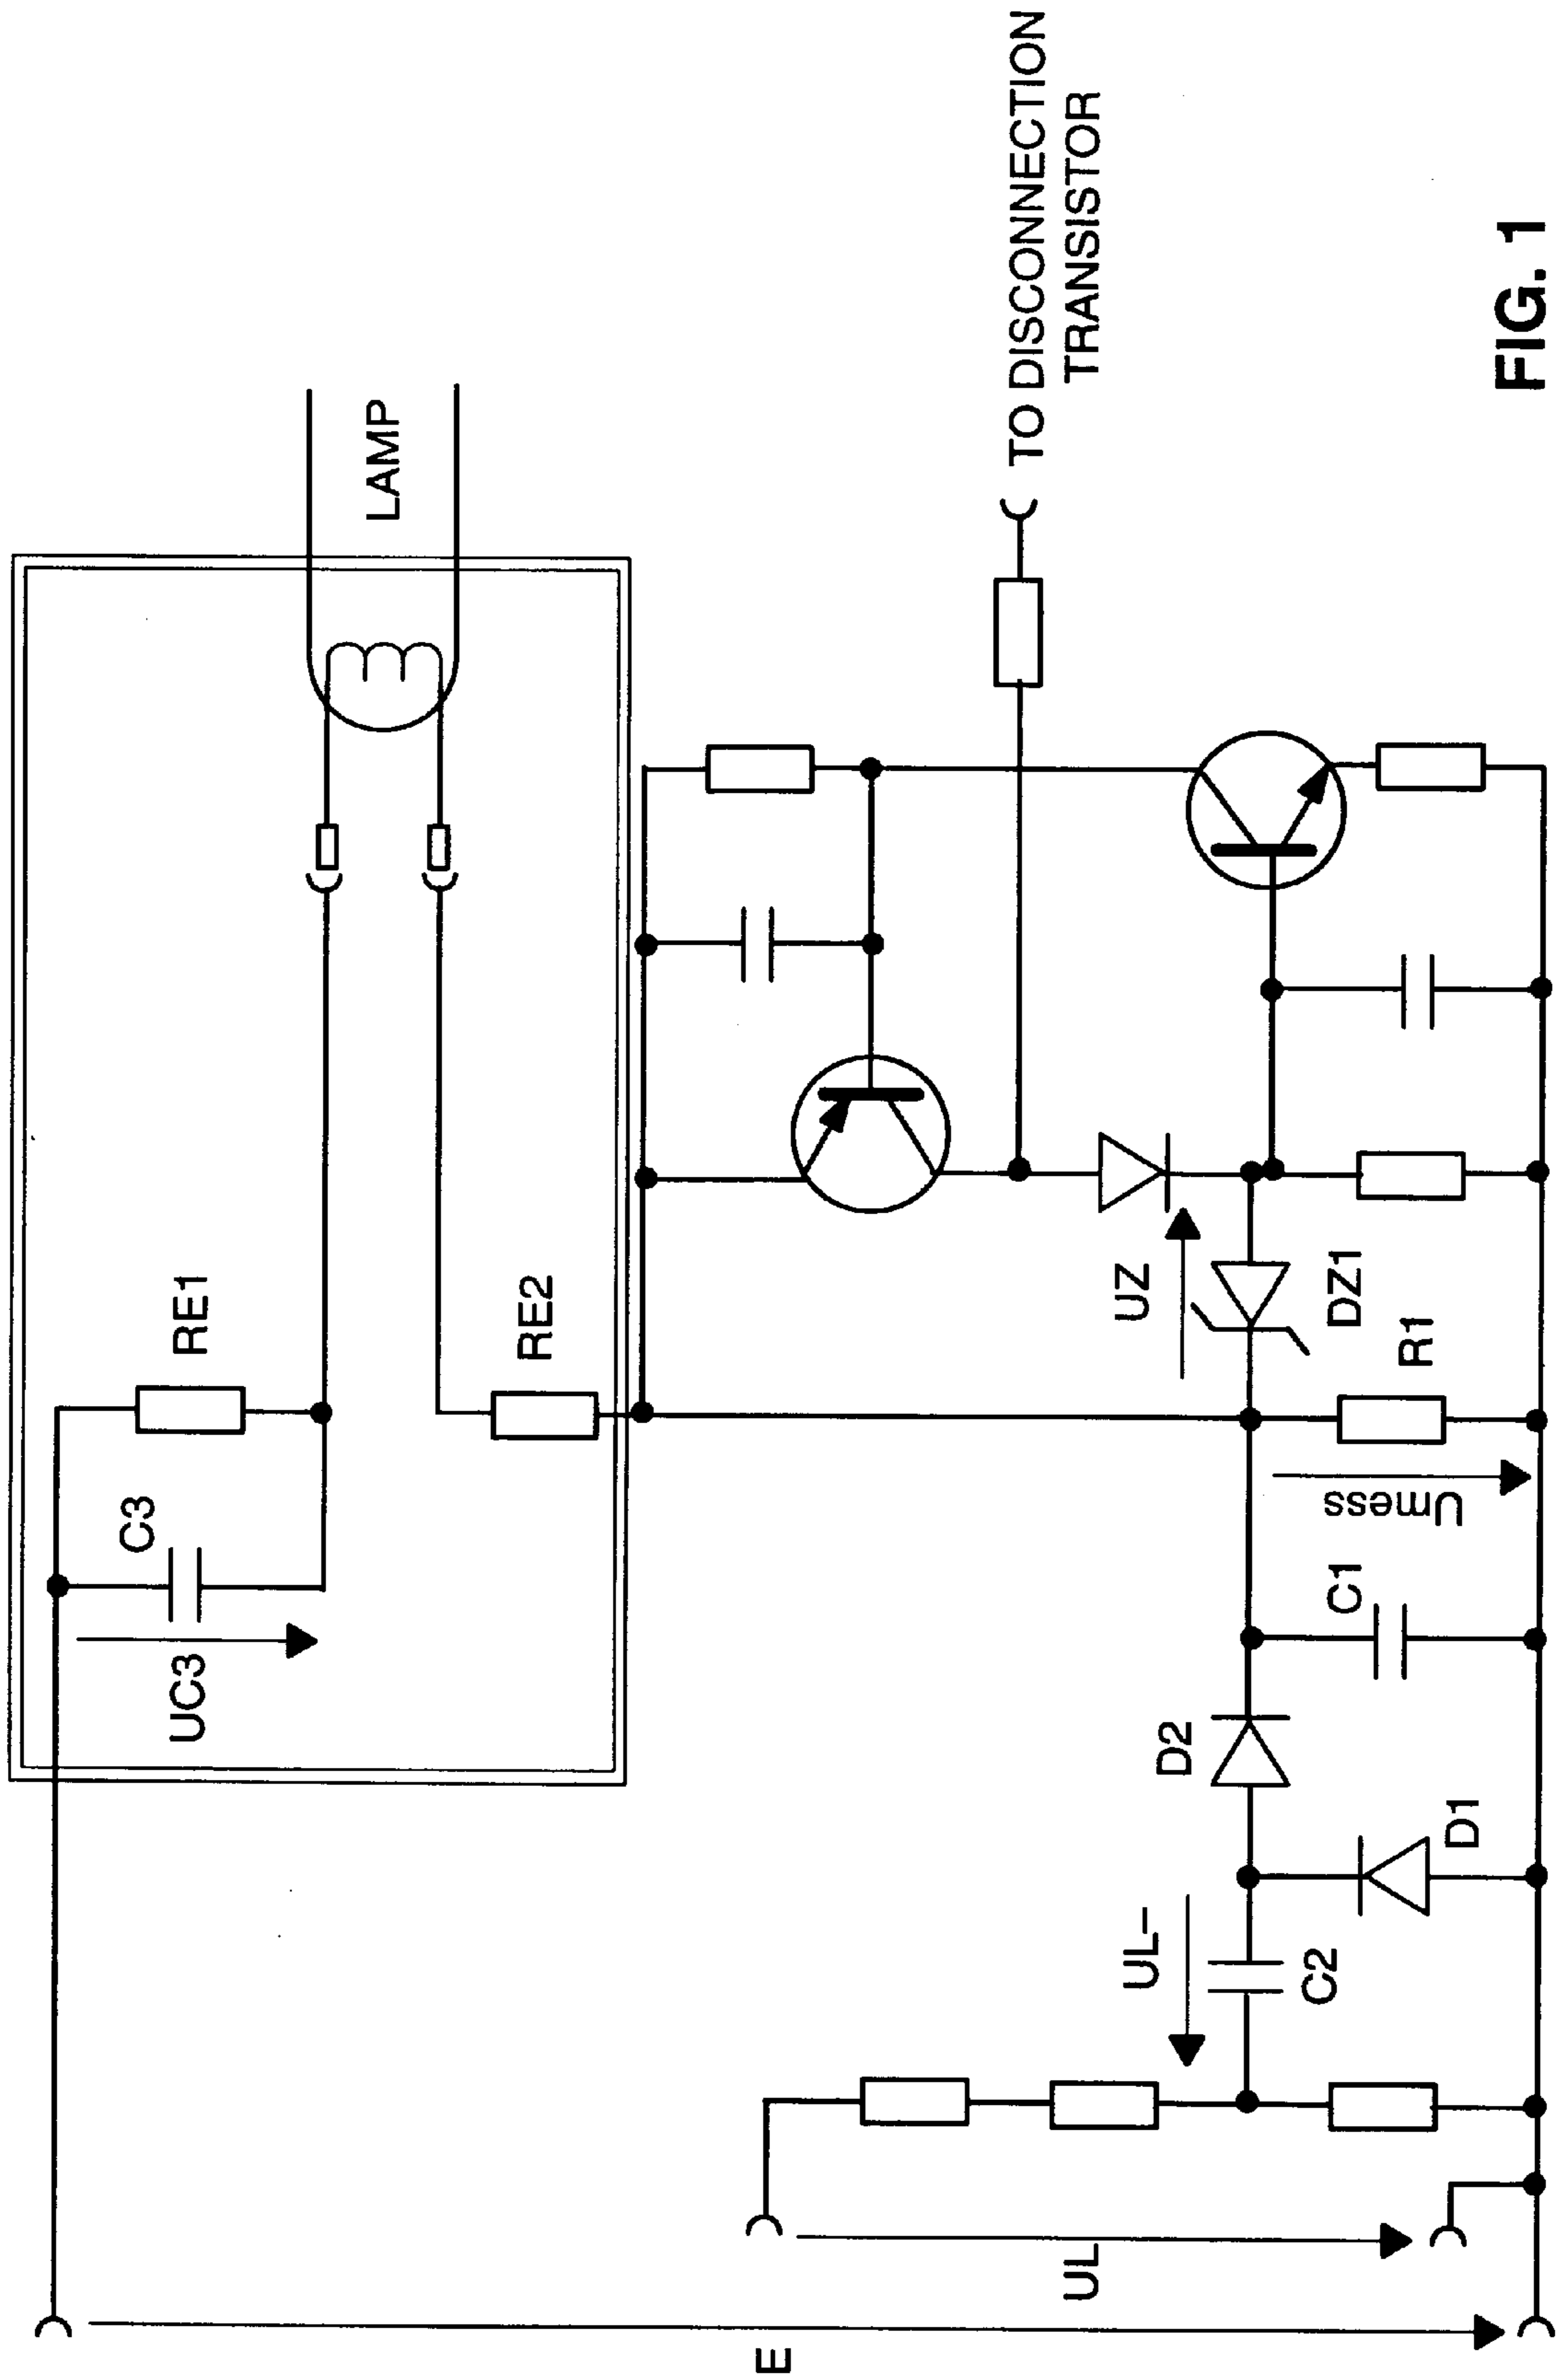 E
UL
UC3
C3
RE1
LAMP
RE2
UL–
C2
D1
D2
C1
Umess
R1
UZ
DZ1
TO DISCONNECTION
TRANSISTOR
FIG. 1